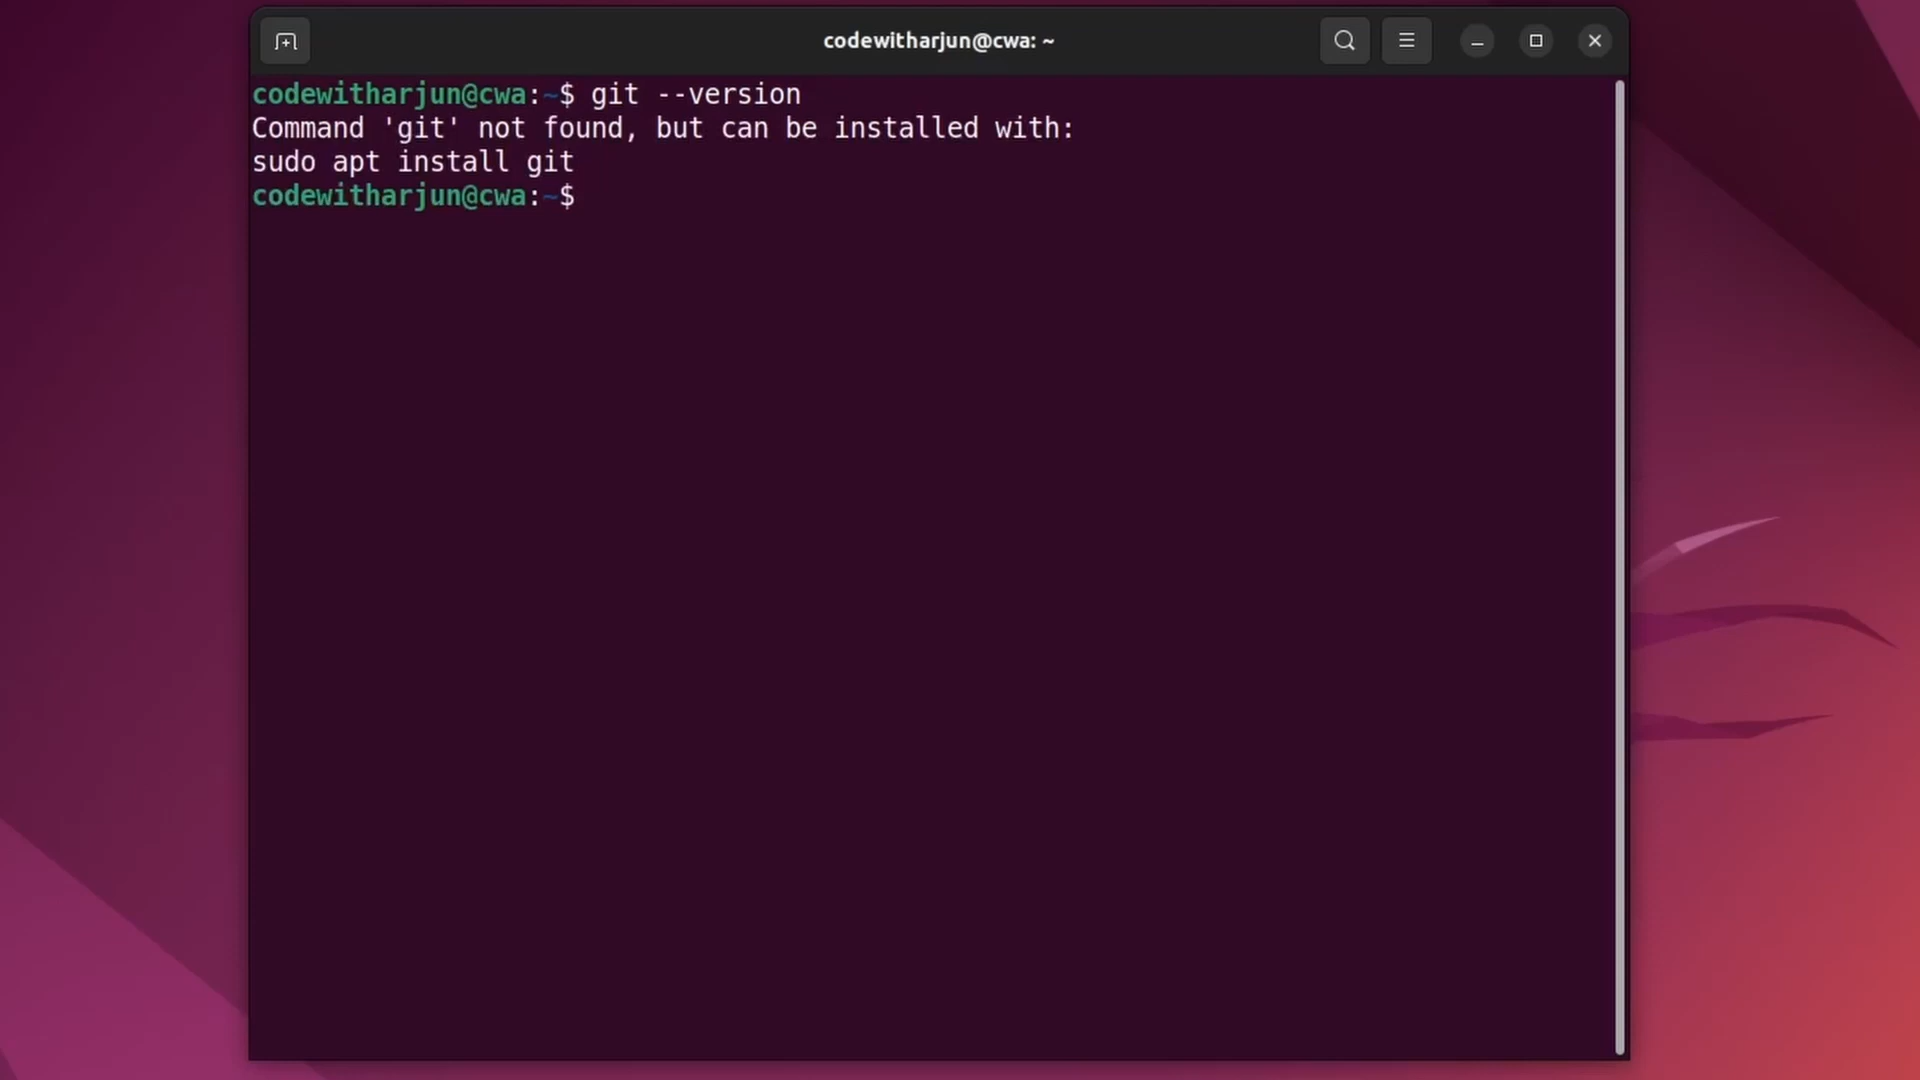 codewitharjun@cwa: ~
codewitharjun@cwa:~$ git --version
Command 'git' not found, but can be installed with:
sudo apt install git
codewitharjun@cwa:~$